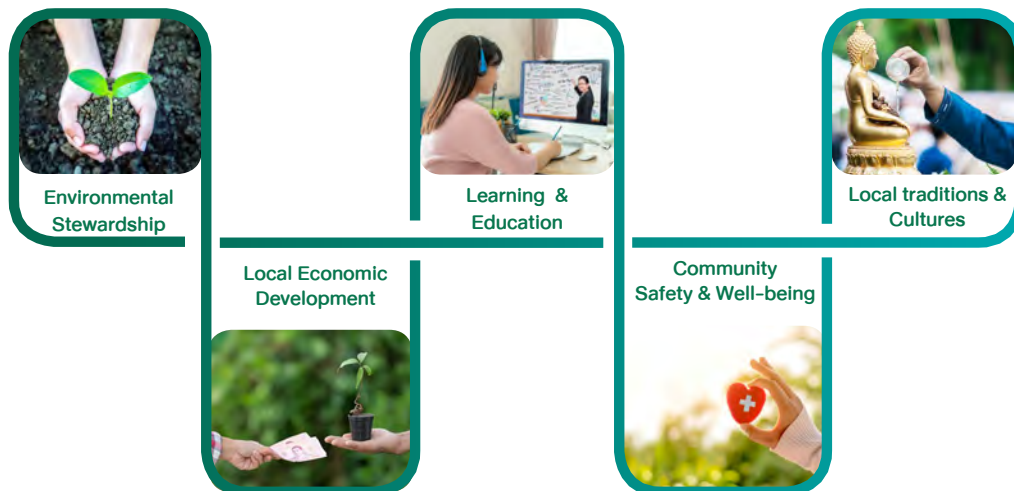 Environmental
Stewardship
Local Economic
Development
Learning &
Education
Community
Safety & Well-being
Local traditions &
Cultures